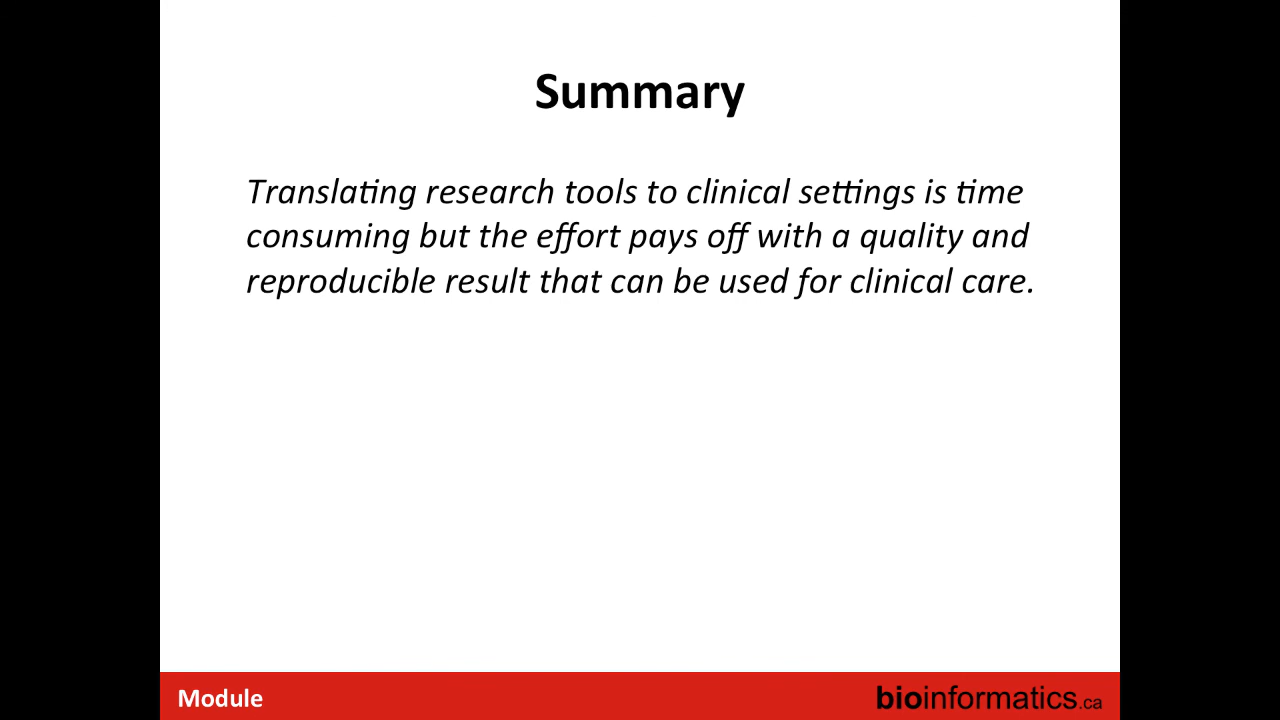 Summary
Translating research tools to clinical settings is time
consuming but the effort pays off with a quality and
reproducible result that can be used for clinical care.
Module
bioinformatics.ca